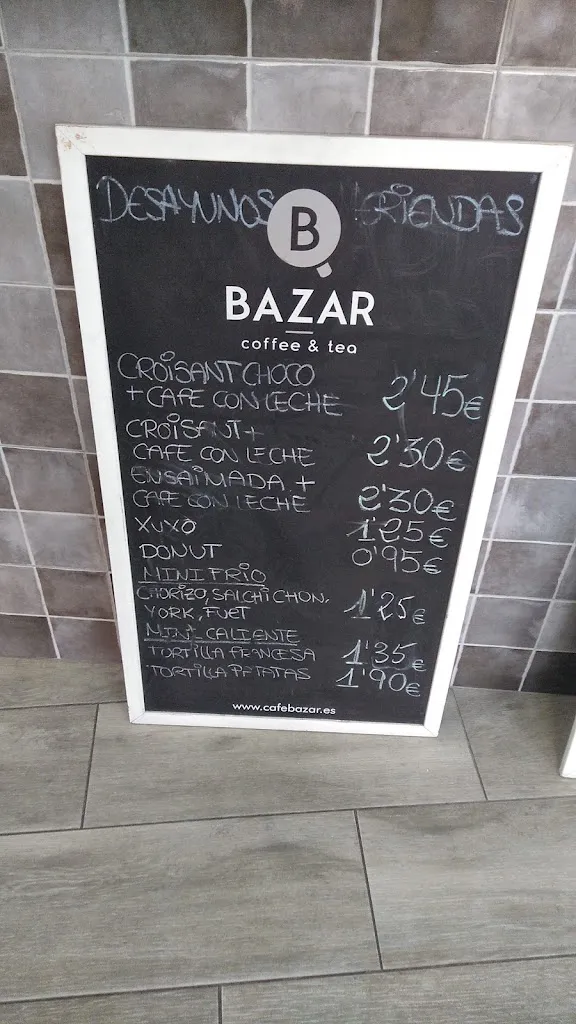 DESAYUNOS MERIENDAS
B
BAZAR
coffee & tea
CROISANT CHOCO
+ CAFE CON LECHE 2'45€
CROISANT +
CAFE CON LECHE 2'30€
ENSAIMADA +
CAFE CON LECHE 2'30€
XUXO 1'25€
DONUT 0'95€
MINI FRIO
CHORIZO, SALCHICHON,
YORK, FUET 1'25€
MINI CALIENTE
TORTILLA FRANCESA 1'35€
TORTILLA PATATAS 1'90€
www.cafebazar.es